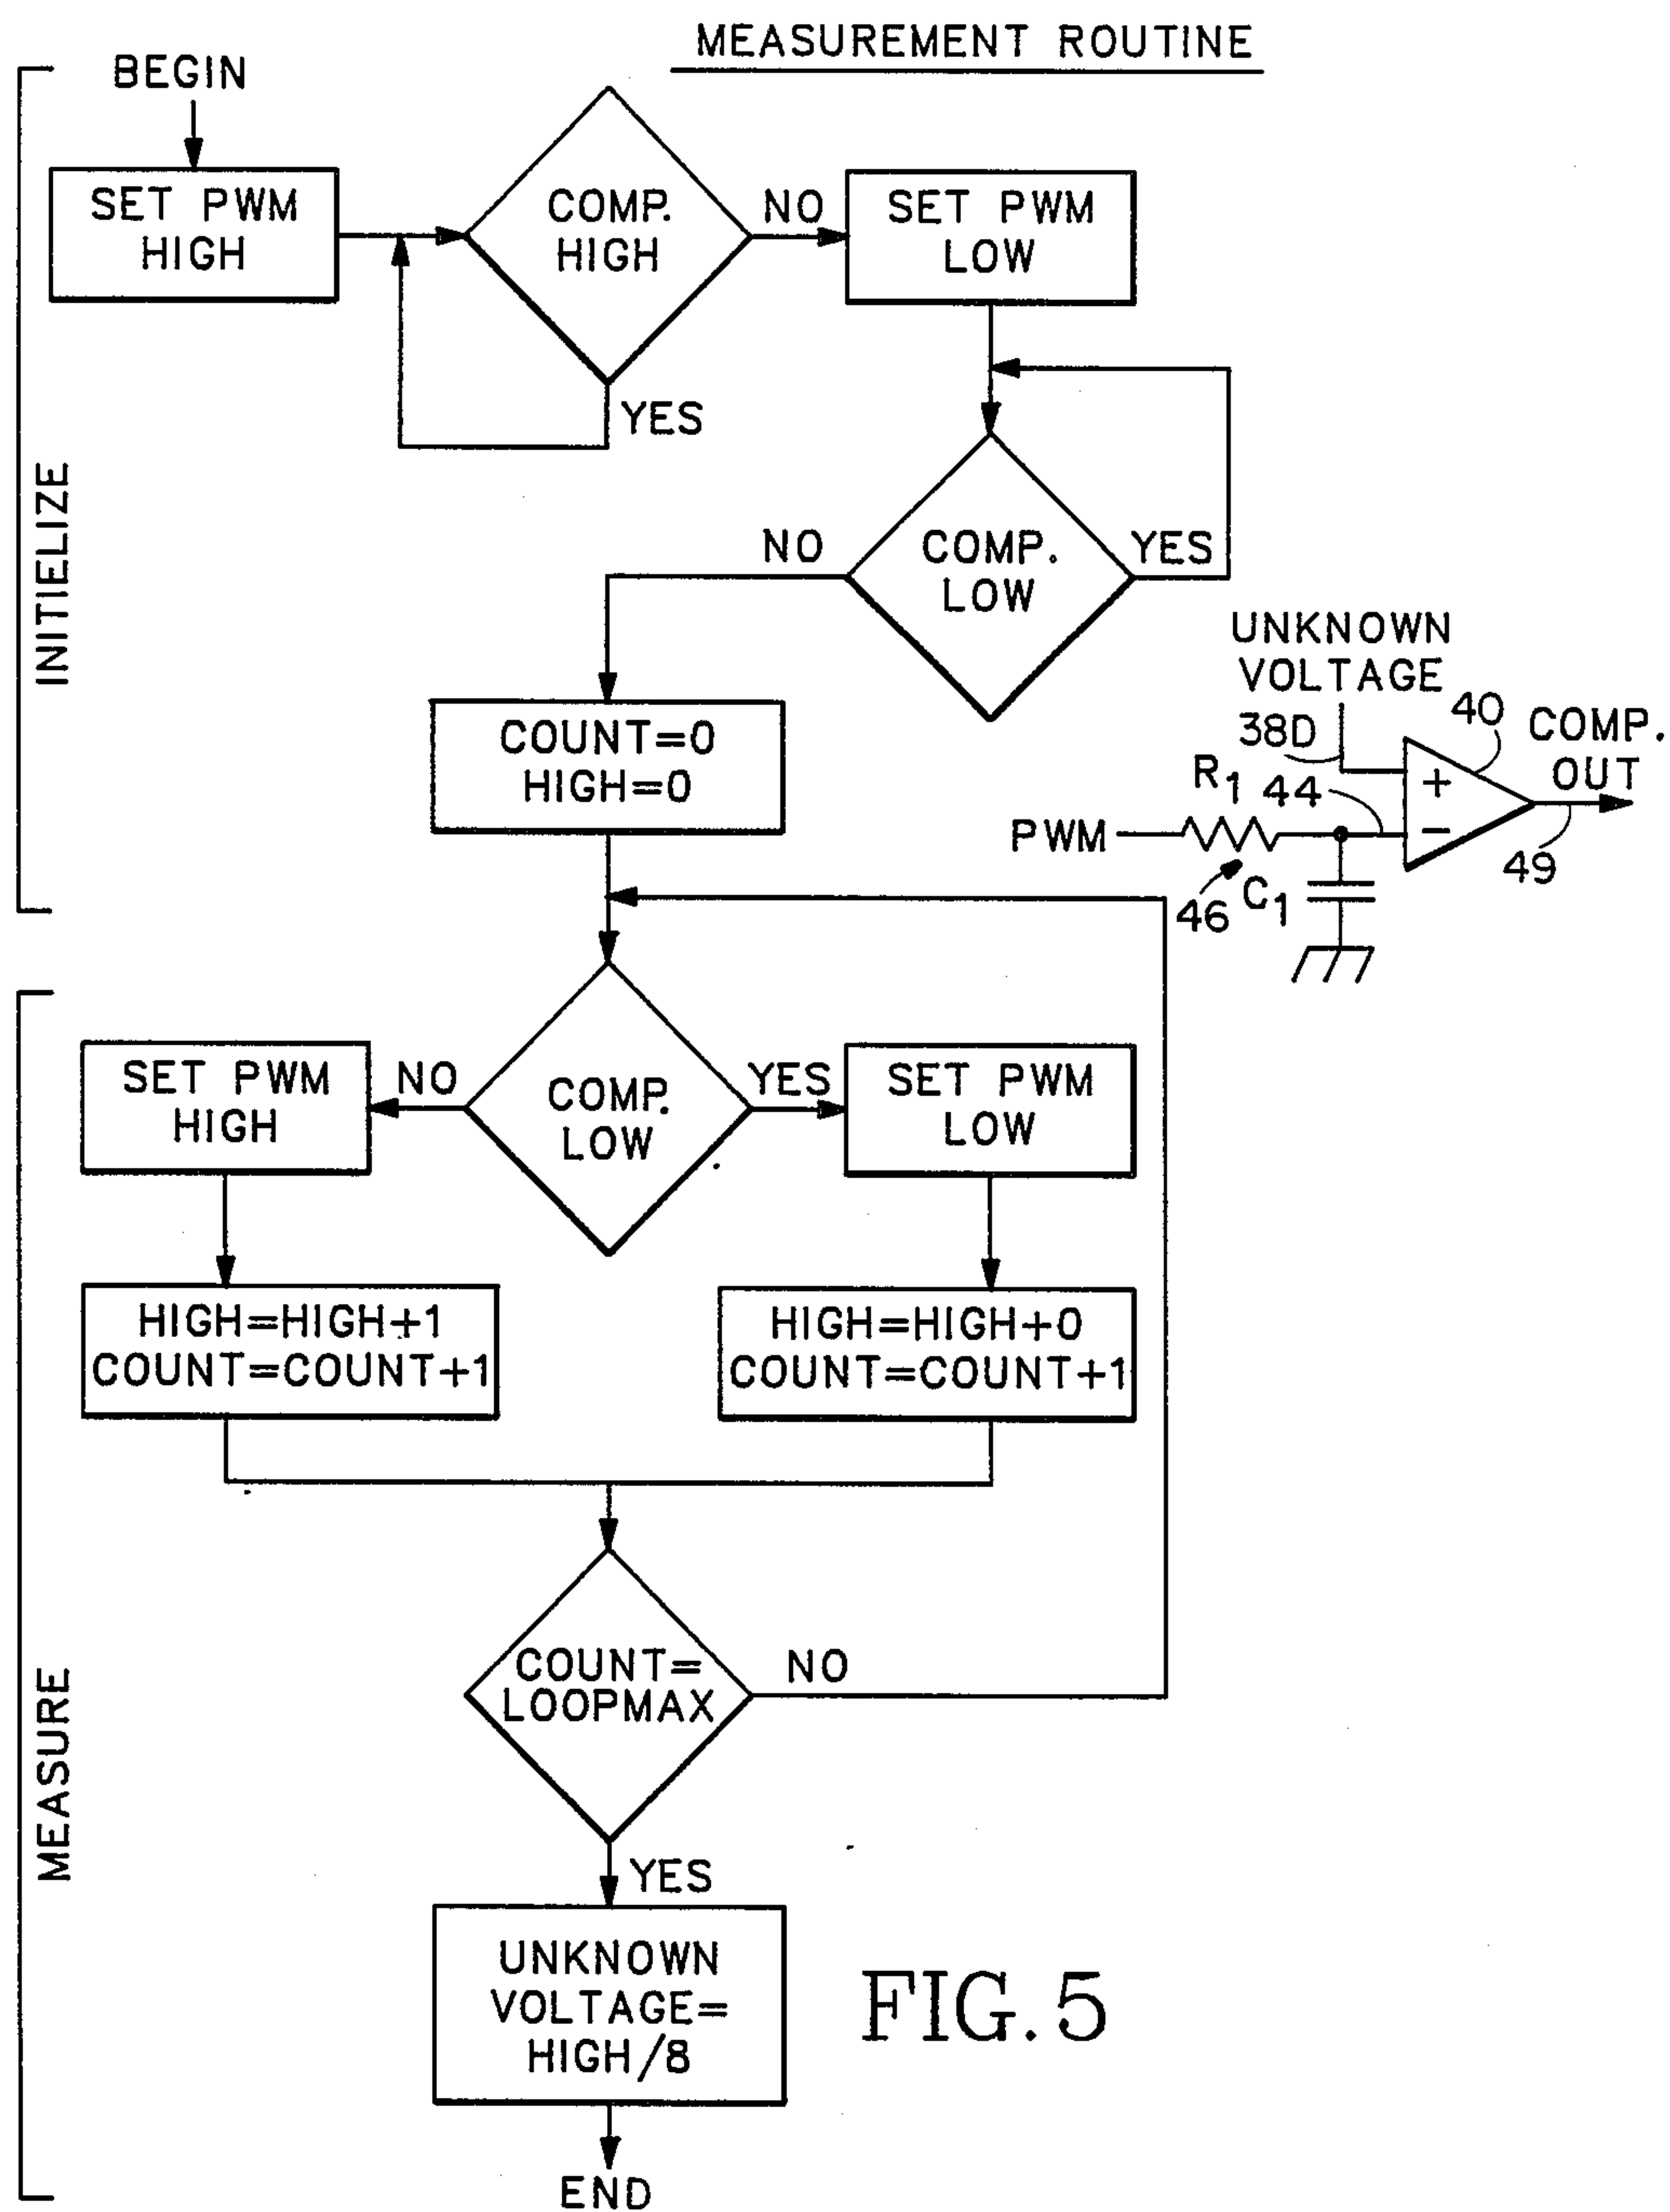 MEASUREMENT ROUTINE
BEGIN
SET PWM
HIGH
COMP.
HIGH
NO
YES
SET PWM
LOW
COMP.
LOW
NO
YES
INITIELIZE
COUNT=0
HIGH=0
UNKNOWN
VOLTAGE
38D
40
COMP.
OUT
R1
44
+
−
PWM
49
46
C1
COMP.
LOW
NO
YES
SET PWM
HIGH
SET PWM
LOW
HIGH=HIGH+1
COUNT=COUNT+1
HIGH=HIGH+0
COUNT=COUNT+1
COUNT=
LOOPMAX
NO
YES
MEASURE
UNKNOWN
VOLTAGE=
HIGH/8
END
FIG. 5